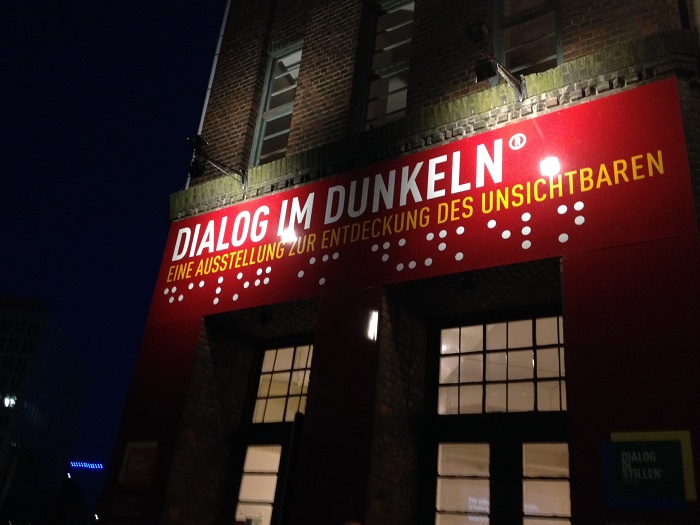 DIALOG IM DUNKELN®
EINE AUSSTELLUNG ZUR ENTDECKUNG DES UNSICHTBAREN
DIALOG
IM
STILLEN